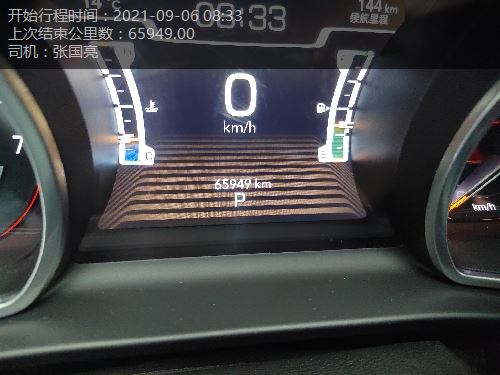 开始行程时间：2021-09-06 08:33
上次结束公里数：65949.00
司机：张国亮
14 ℃
08:33
144 km
续航里程
0
km/h
C
E
7
65949 km
P
km/h